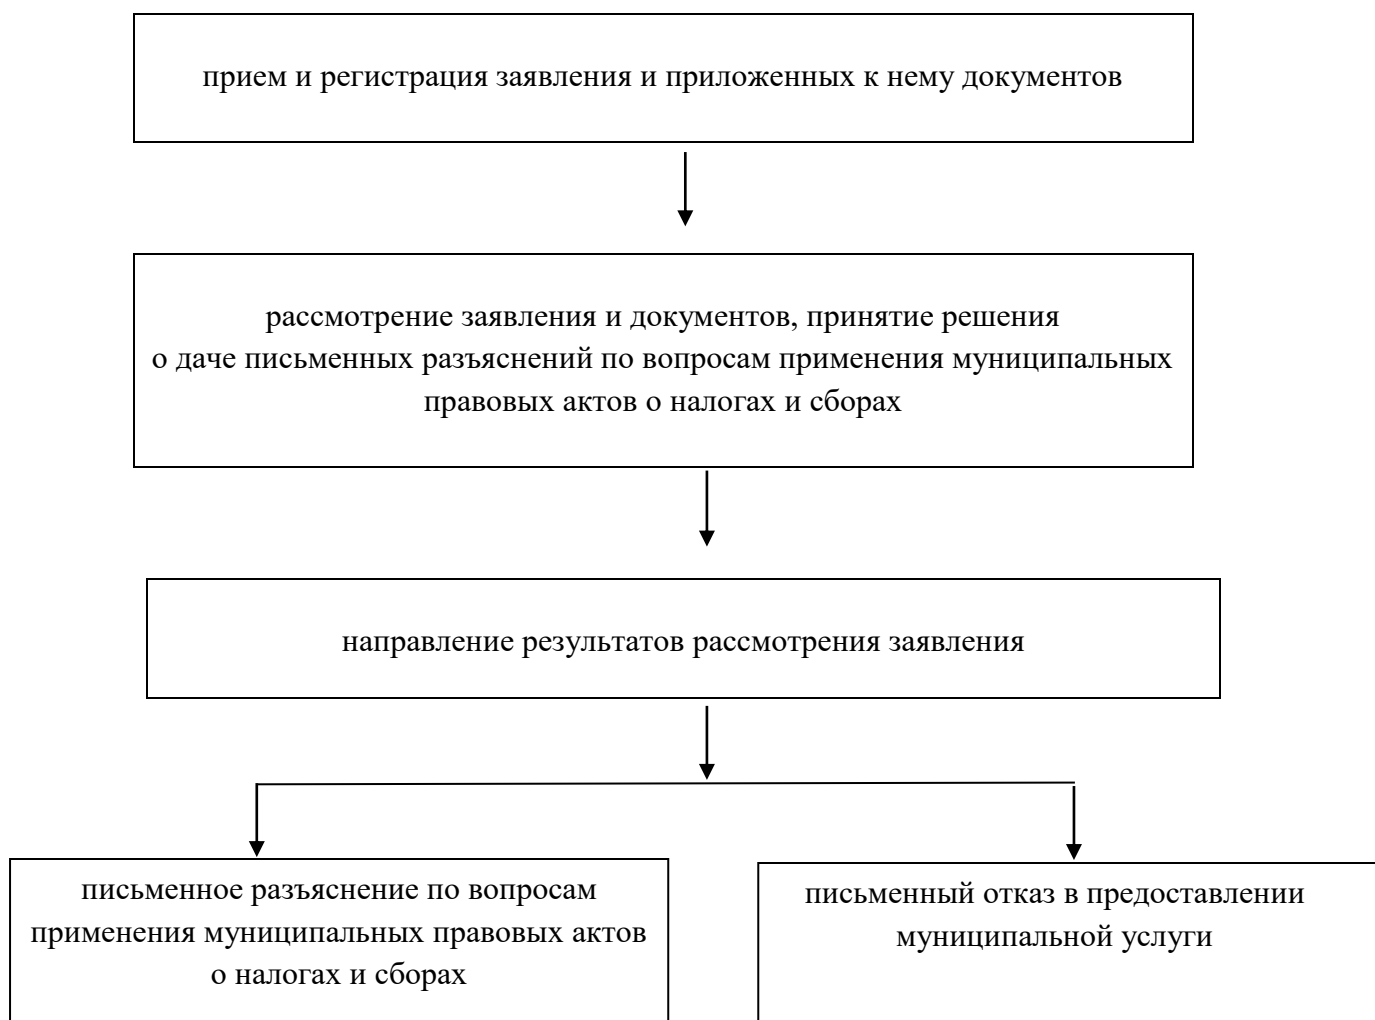 прием и регистрация заявления и приложенных к нему документов
рассмотрение заявления и документов, принятие решения
о даче письменных разъяснений по вопросам применения муниципальных
правовых актов о налогах и сборах
направление результатов рассмотрения заявления
письменное разъяснение по вопросам
применения муниципальных правовых актов
о налогах и сборах
письменный отказ в предоставлении
муниципальной услуги